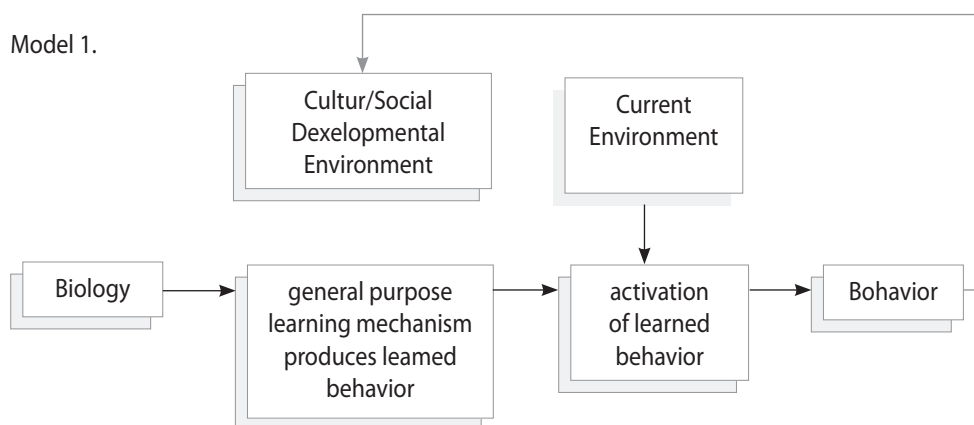 Model 1.
Cultur/Social
Dexelopmental
Environment
Current
Environment
Biology
general purpose
learning mechanism
produces leamed
behavior
activation
of learned
behavior
Bohavior